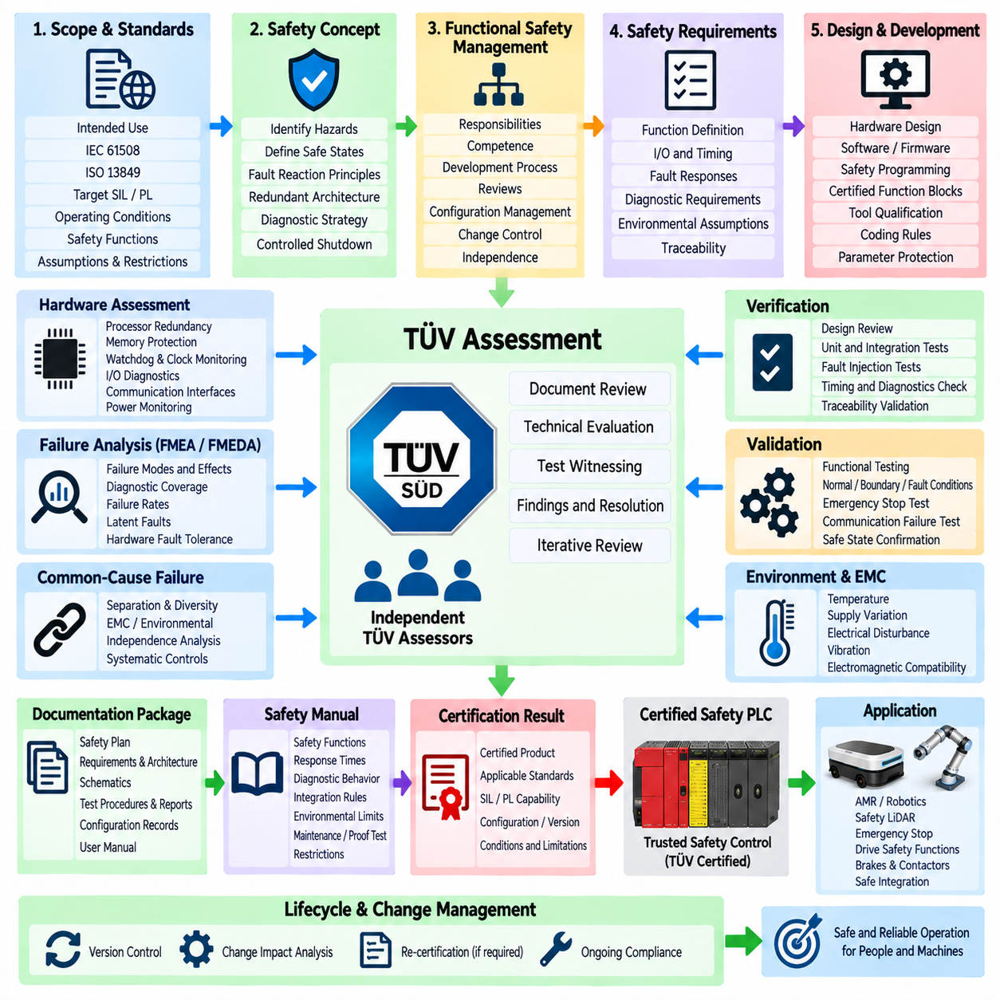 1. Scope & Standards
Intended Use
IEC 61508
ISO 13849
Target SIL / PL
Operating Conditions
Safety Functions
Assumptions & Restrictions
2. Safety Concept
Identify Hazards
Define Safe States
Fault Reaction Principles
Redundant Architecture
Diagnostic Strategy
Controlled Shutdown
3. Functional Safety
Management
Responsibilities
Competence
Development Process
Reviews
Configuration Management
Change Control
Independence
4. Safety Requirements
Function Definition
I/O and Timing
Fault Responses
Diagnostic Requirements
Environmental Assumptions
Traceability
5. Design & Development
Hardware Design
Software / Firmware
Safety Programming
Certified Function Blocks
Tool Qualification
Coding Rules
Parameter Protection
Hardware Assessment
Processor Redundancy
Memory Protection
Watchdog & Clock Monitoring
I/O Diagnostics
Communication Interfaces
Power Monitoring
Failure Analysis (FMEA / FMEDA)
Failure Modes and Effects
Diagnostic Coverage
Failure Rates
Latent Faults
Hardware Fault Tolerance
Common-Cause Failure
Separation & Diversity
EMC / Environmental
Independence Analysis
Systematic Controls
TÜV Assessment
TÜV
SÜD
Independent
TÜV Assessors
Document Review
Technical Evaluation
Test Witnessing
Findings and Resolution
Iterative Review
Verification
Design Review
Unit and Integration Tests
Fault Injection Tests
Timing and Diagnostics Check
Traceability Validation
Validation
Functional Testing
Normal / Boundary / Fault Conditions
Emergency Stop Test
Communication Failure Test
Safe State Confirmation
Environment & EMC
Temperature
Supply Variation
Electrical Disturbance
Vibration
Electromagnetic Compatibility
Documentation Package
Safety Plan
Requirements & Architecture
Schematics
Test Procedures & Reports
Configuration Records
User Manual
Safety Manual
Safety Functions
Response Times
Diagnostic Behavior
Integration Rules
Environmental Limits
Maintenance / Proof Test
Restrictions
Certification Result
Certified Product
Applicable Standards
SIL / PL Capability
Configuration / Version
Conditions and Limitations
Certified Safety PLC
Trusted Safety Control
(TÜV Certified)
Application
AMR / Robotics
Safety LiDAR
Emergency Stop
Drive Safety Functions
Brakes & Contactors
Safe Integration
Lifecycle & Change Management
Version Control
Change Impact Analysis
Re-certification (if required)
Ongoing Compliance
Safe and Reliable Operation
for People and Machines